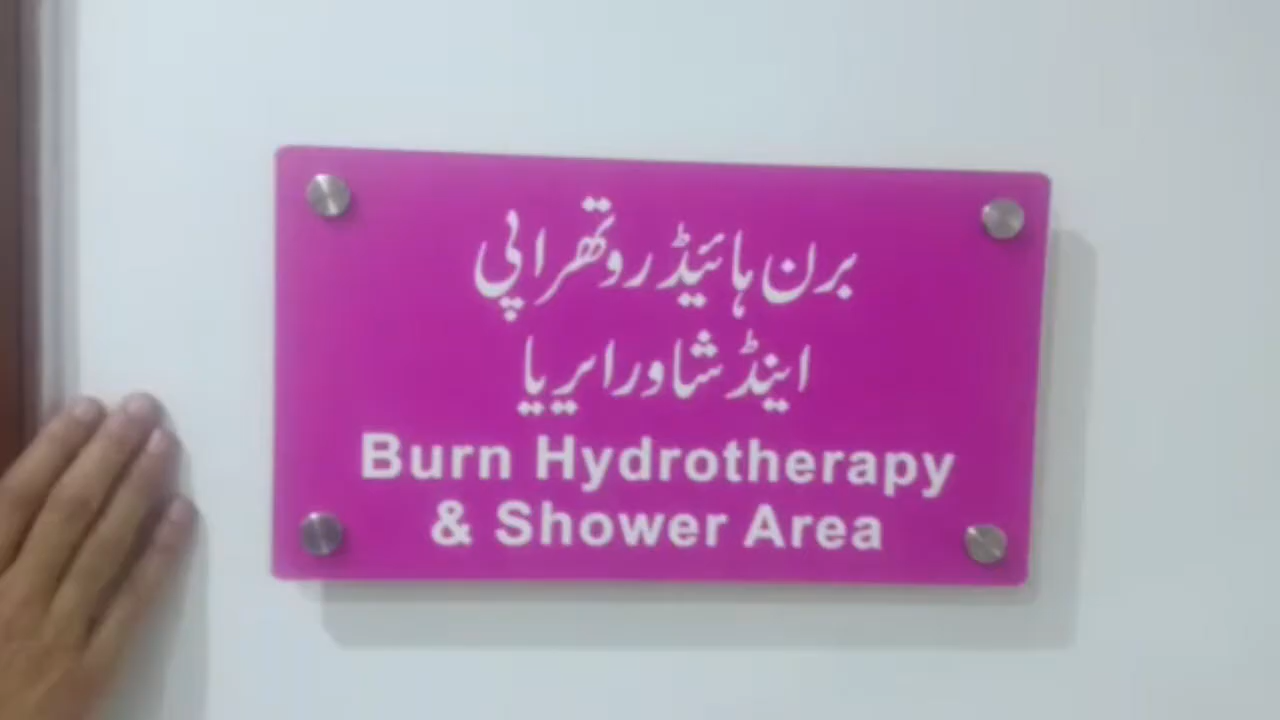 برن ہائیڈروتھراپی
اینڈ شاور ایریا
Burn Hydrotherapy
& Shower Area